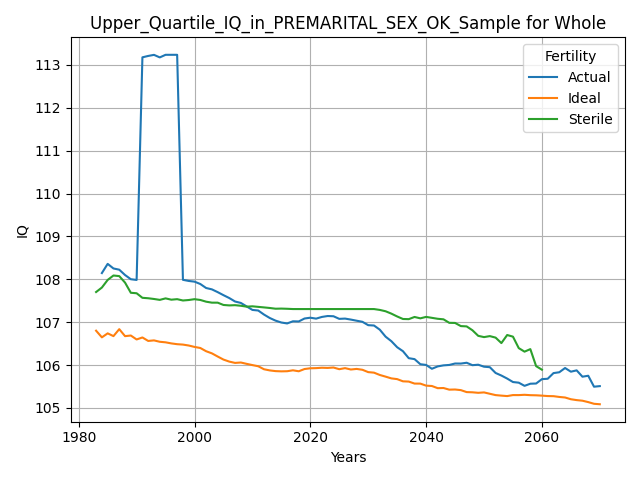 Upper_Quartile_IQ_in_PREMARITAL_SEX_OK_Sample for Whole
Fertility
Actual
Ideal
Sterile
IQ
113
112
111
110
109
108
107
106
105
1980
2000
2020
2040
2060
Years